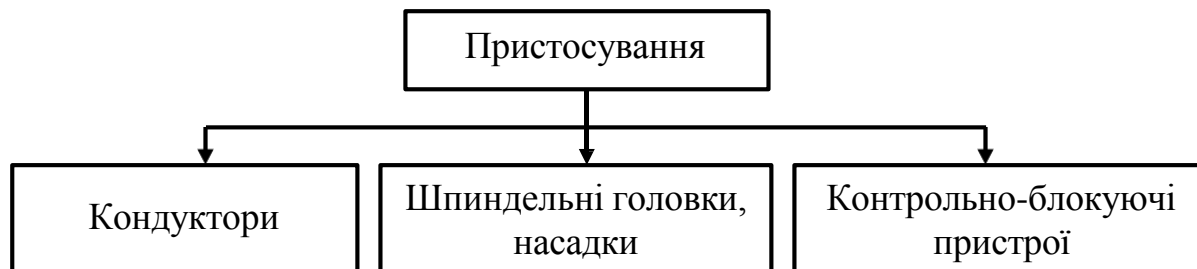 Пристосування
Кондуктори
Шпиндельні головки,
насадки
Контрольно-блокуючі
пристрої